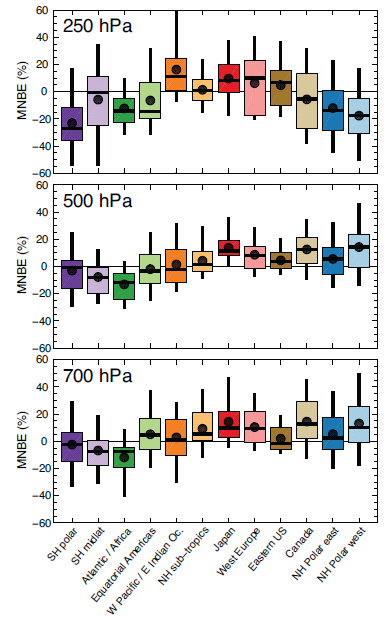 250 hPa
MNBE (%)
60
40
20
0
−20
−40
−60
500 hPa
MNBE (%)
60
40
20
0
−20
−40
−60
700 hPa
MNBE (%)
60
40
20
0
−20
−40
−60
SH polar
SH midlat
Atlantic / Africa
Equatorial Americas
W Pacific / E Indian Oc.
NH sub−tropics
Japan
West Europe
Eastern US
Canada
NH Polar east
NH Polar west